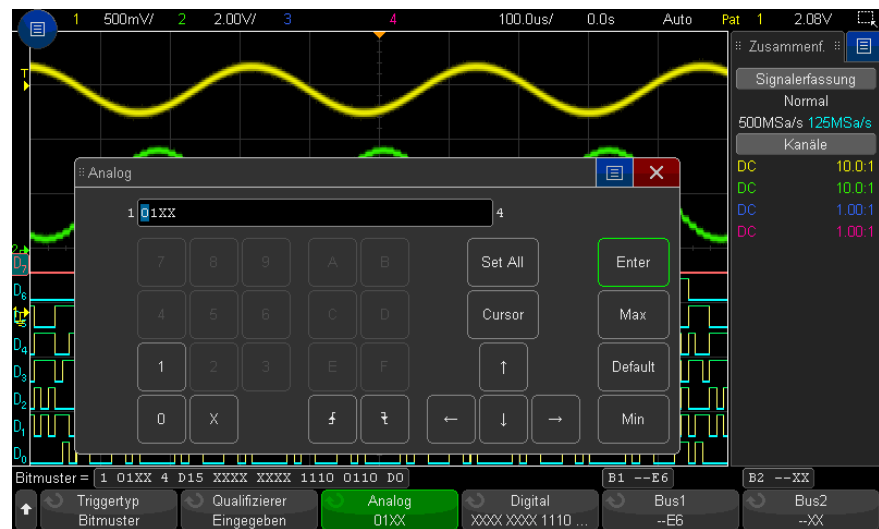 1 500mV/ 2 2.00V/ 3 4 100.0us/ 0.0s Auto Pat 1 2.08V
Zusammenf.
Signalerfassung
Normal
500MSa/s 125MSa/s
Kanäle
DC 10.0:1
DC 10.0:1
DC 1.00:1
DC 1.00:1
T
Analog
1 01XX 4
7 8 9 A B Set All Enter
4 5 6 C D Cursor Max
1 2 3 E F ↑ Default
0 X ← ↓ → Min
D7
D6
D4
D3
D2
D1
D0
Bitmuster = 1 01XX 4 D15 XXXX XXXX 1110 0110 D0 B1 --E6 B2 --XX
Triggertyp Qualifizierer Analog Digital Bus1 Bus2
Bitmuster Eingegeben 01XX XXXX XXXX 1110 ... --E6 --XX